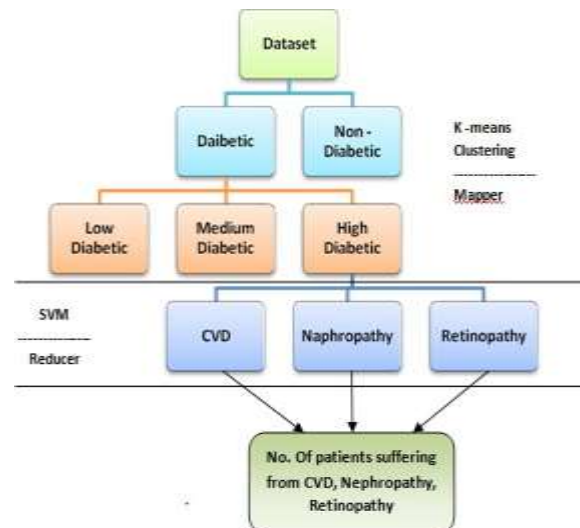 Dataset
Daibetic
Non -
Diabetic
K -means
Clustering
-----------------
Mapper
Low
Diabetic
Medium
Diabetic
High
Diabetic
SVM
---------------
Reducer
CVD
Naphropathy
Retinopathy
No. Of patients suffering
from CVD, Nephropathy,
Retinopathy